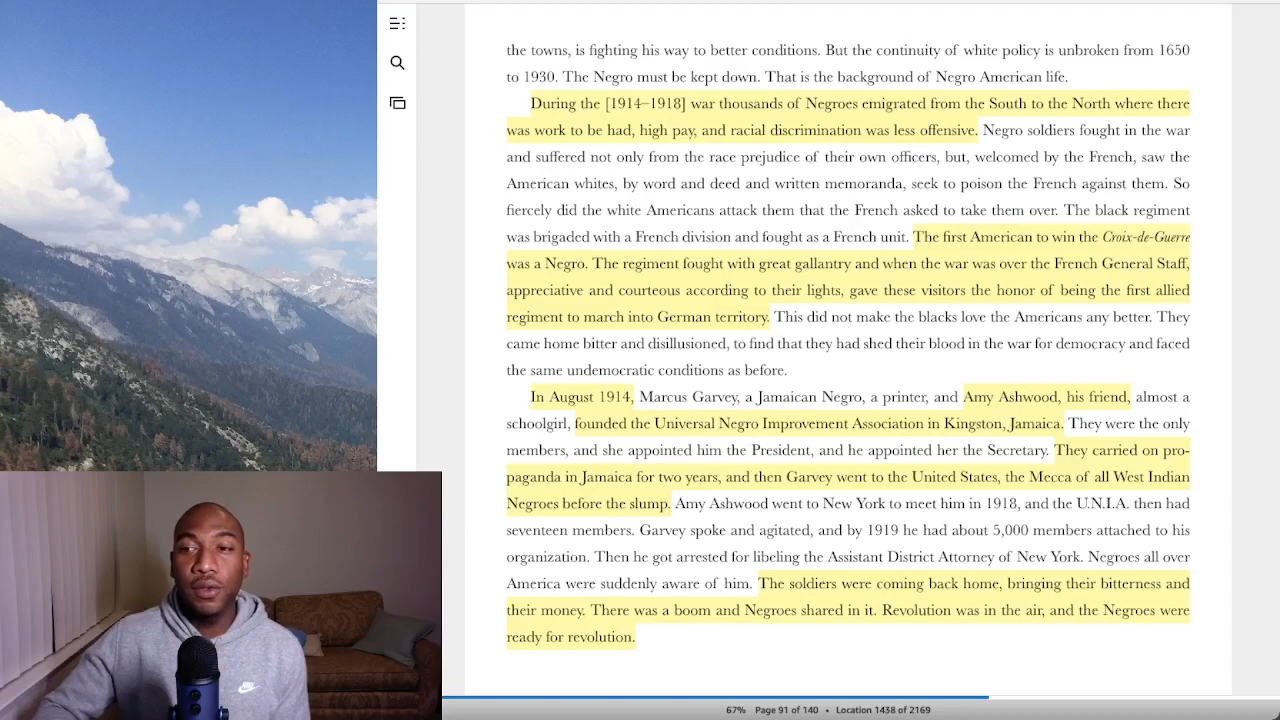 the towns, is fighting his way to better conditions. But the continuity of white policy is unbroken from 1650
to 1930. The Negro must be kept down. That is the background of Negro American life.
During the [1914–1918] war thousands of Negroes emigrated from the South to the North where there
was work to be had, high pay, and racial discrimination was less offensive. Negro soldiers fought in the war
and suffered not only from the race prejudice of their own officers, but, welcomed by the French, saw the
American whites, by word and deed and written memoranda, seek to poison the French against them. So
fiercely did the white Americans attack them that the French asked to take them over. The black regiment
was brigaded with a French division and fought as a French unit. The first American to win the Croix-de-Guerre
was a Negro. The regiment fought with great gallantry and when the war was over the French General Staff,
appreciative and courteous according to their lights, gave these visitors the honor of being the first allied
regiment to march into German territory. This did not make the blacks love the Americans any better. They
came home bitter and disillusioned, to find that they had shed their blood in the war for democracy and faced
the same undemocratic conditions as before.
In August 1914, Marcus Garvey, a Jamaican Negro, a printer, and Amy Ashwood, his friend, almost a
schoolgirl, founded the Universal Negro Improvement Association in Kingston, Jamaica. They were the only
members, and she appointed him the President, and he appointed her the Secretary. They carried on pro-
paganda in Jamaica for two years, and then Garvey went to the United States, the Mecca of all West Indian
Negroes before the slump. Amy Ashwood went to New York to meet him in 1918, and the U.N.I.A. then had
seventeen members. Garvey spoke and agitated, and by 1919 he had about 5,000 members attached to his
organization. Then he got arrested for libeling the Assistant District Attorney of New York. Negroes all over
America were suddenly aware of him. The soldiers were coming back home, bringing their bitterness and
their money. There was a boom and Negroes shared in it. Revolution was in the air, and the Negroes were
ready for revolution.
67% Page 91 of 140 • Location 1438 of 2169